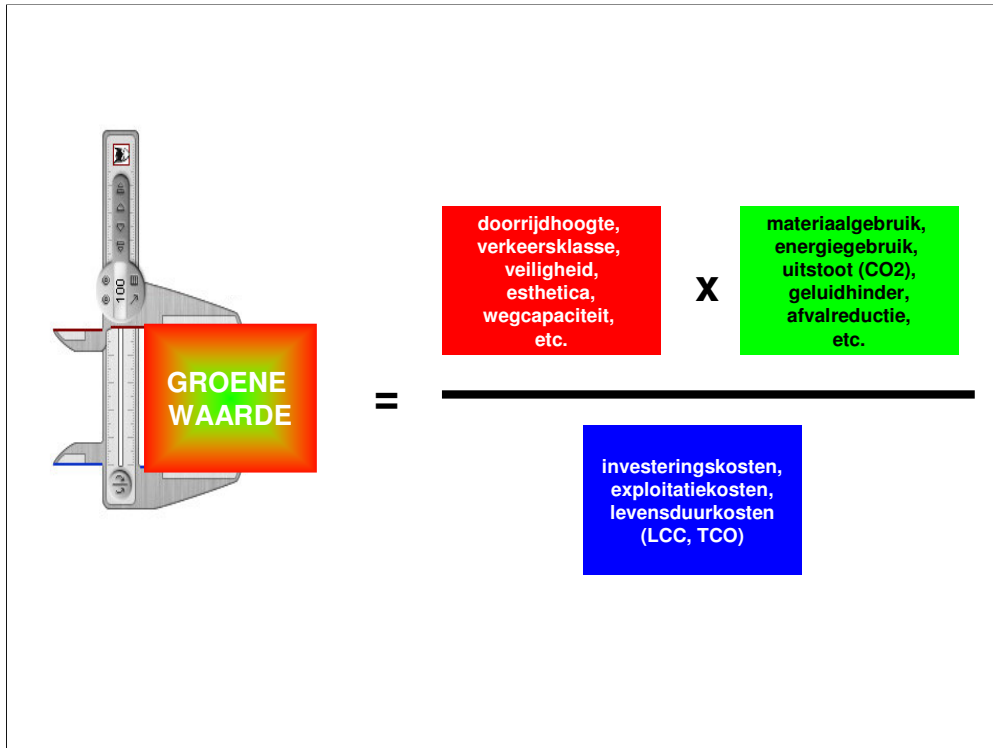 100
GROENE
WAARDE
=
doorrijdhoogte,
verkeersklasse,
veiligheid,
esthetica,
wegcapaciteit,
etc.
x
materiaalgebruik,
energiegebruik,
uitstoot (CO2),
geluidhinder,
afvalreductie,
etc.
investeringskosten,
exploitatiekosten,
levensduurkosten
(LCC, TCO)